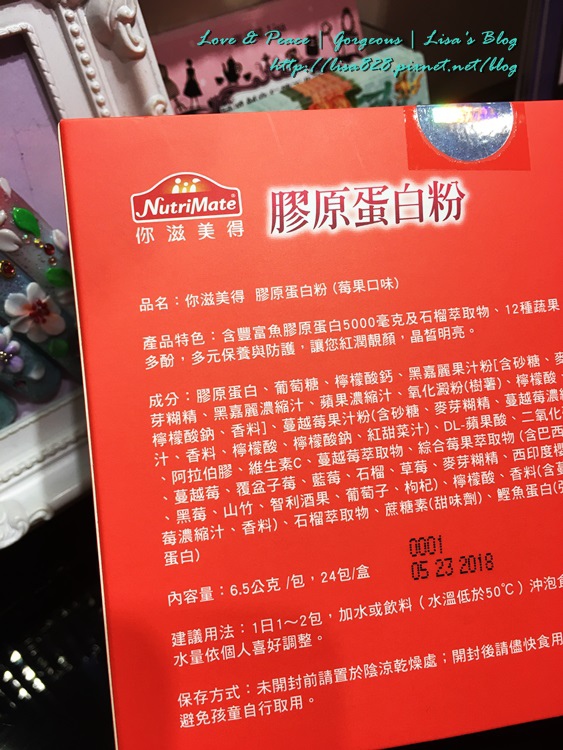 Love & Peace | Gorgeous | Lisa's Blog
http://lisa828.pixnet.net/blog
NutriMate®
你滋美得
膠原蛋白粉
品名：你滋美得 膠原蛋白粉 (莓果口味)
產品特色：含豐富魚膠原蛋白5000毫克及石榴萃取物、12種蔬果
多酚，多元保養與防護，讓您紅潤靚顏，晶晳明亮。
成分：膠原蛋白、葡萄糖、檸檬酸鈣、黑嘉麗果汁粉[含砂糖、麥
芽糊精、黑嘉麗濃縮汁、蘋果濃縮汁、氧化澱粉(樹薯)、檸檬酸、
檸檬酸鈉、香料]、蔓越莓果汁粉(含砂糖、麥芽糊精、蔓越莓濃縮
汁、香料、檸檬酸、檸檬酸鈉、紅甜菜汁)、DL-蘋果酸、二氧化
、阿拉伯膠、維生素C、蔓越莓萃取物、綜合莓果萃取物(含巴西
、蔓越莓、覆盆子莓、藍莓、石榴、草莓、麥芽糊精、西印度櫻
、黑莓、山竹、智利酒果、葡萄子、枸杞)、檸檬酸、香料(含蔓
莓濃縮汁、香料)、石榴萃取物、蔗糖素(甜味劑)、鰹魚蛋白(
蛋白)
內容量：6.5公克 /包，24包/盒
0001
05 23 2018
建議用法：1日1～2包，加水或飲料（水溫低於50℃）沖泡食
水量依個人喜好調整。
保存方式：未開封前請置於陰涼乾燥處；開封後請儘快食用
避免孩童自行取用。